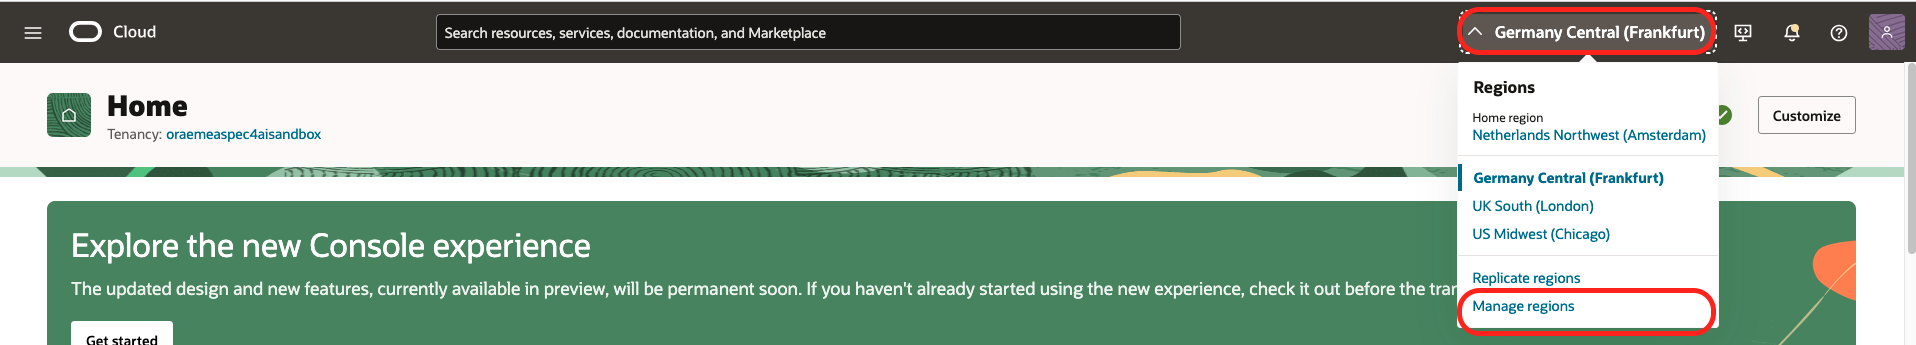 Cloud
Search resources, services, documentation, and Marketplace
Germany Central (Frankfurt)
Home
Tenancy: oraemeaspec4aisandbox
Customize
Regions
Home region
Netherlands Northwest (Amsterdam)
Germany Central (Frankfurt)
UK South (London)
US Midwest (Chicago)
Replicate regions
Manage regions
Explore the new Console experience
The updated design and new features, currently available in preview, will be permanent soon. If you haven't already started using the new experience, check it out before the
Get started